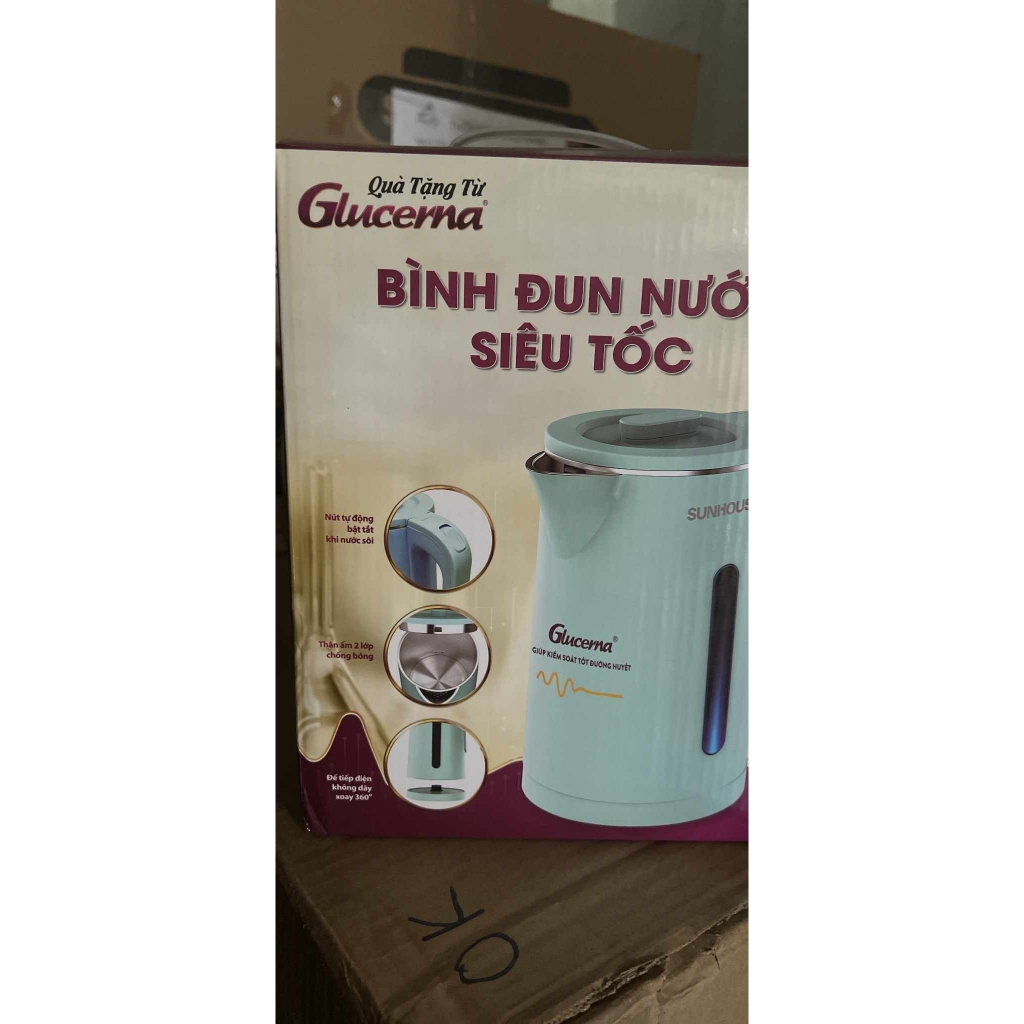 Quà Tặng Từ
Glucerna®
BÌNH ĐUN NƯỚ
SIÊU TỐC
SUNHOUS
Nút tự động
bật tắt
khi nước sôi
Thân ấm 2 lớp
chống bỏng
Glucerna®
GIÚP KIỂM SOÁT TỐT ĐƯỜNG HUYẾT
Đế tiếp điện
không dây
xoay 360°
OK